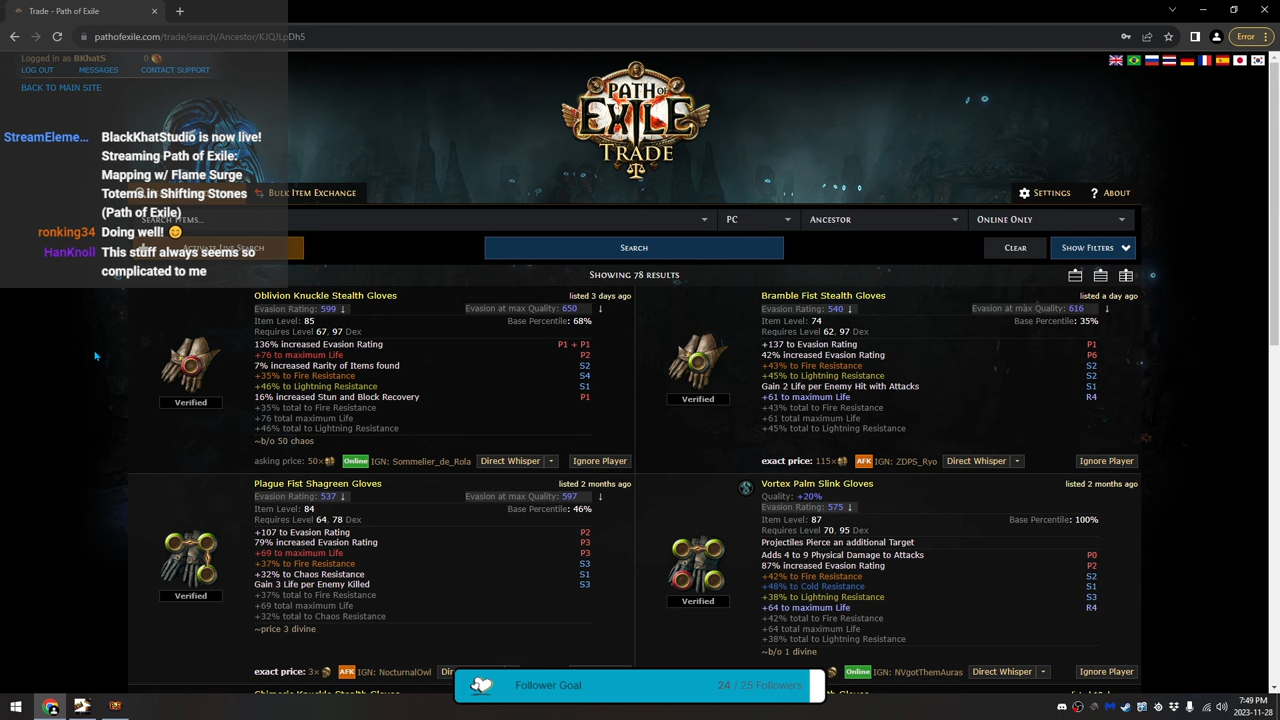 Trade - Path of Exile
pathofexile.com/trade/search/Ancestor/KJQJLpDh5
Error
Logged in as BKhatS 0
LOG OUT MESSAGES CONTACT SUPPORT
BACK TO MAIN SITE
PATH OF EXILE TRADE
StreamEleme… BlackKhatStudio is now live!
Streaming Path of Exile:
Mapping w/ Flame Surge
Totems in Shifting Stones
(Path of Exile)
ronking34 Doing well! 😊
HanKnoll This stuff always seems so
complicated to me
Bulk Item Exchange
Settings ? About
Search Items...
PC Ancestor Online Only
Activate Live Search
Search Clear Show Filters
Showing 78 results
Oblivion Knuckle Stealth Gloves listed 3 days ago
Evasion Rating: 599 ↓ Evasion at max Quality: 650 ↓
Item Level: 85 Base Percentile: 68%
Requires Level 67, 97 Dex
136% increased Evasion Rating P1 + P1
+76 to maximum Life P2
7% increased Rarity of Items found S2
+35% to Fire Resistance S4
+46% to Lightning Resistance S1
16% increased Stun and Block Recovery P1
+35% total to Fire Resistance
+76 total maximum Life
+46% total to Lightning Resistance
~b/o 50 chaos
Verified
asking price: 50× Online IGN: Sommelier_de_Rola Direct Whisper Ignore Player
Bramble Fist Stealth Gloves listed a day ago
Evasion Rating: 540 ↓ Evasion at max Quality: 616 ↓
Item Level: 74 Base Percentile: 35%
Requires Level 62, 97 Dex
+137 to Evasion Rating P1
42% increased Evasion Rating P6
+43% to Fire Resistance S2
+45% to Lightning Resistance S2
Gain 2 Life per Enemy Hit with Attacks S1
+61 to maximum Life R4
+43% total to Fire Resistance
+61 total maximum Life
+45% total to Lightning Resistance
Verified
exact price: 115× AFK IGN: ZDPS_Ryo Direct Whisper Ignore Player
Plague Fist Shagreen Gloves listed 2 months ago
Evasion Rating: 537 ↓ Evasion at max Quality: 597 ↓
Item Level: 84 Base Percentile: 46%
Requires Level 64, 78 Dex
+107 to Evasion Rating P2
79% increased Evasion Rating P3
+69 to maximum Life P3
+37% to Fire Resistance S3
+32% to Chaos Resistance S1
Gain 3 Life per Enemy Killed S3
+37% total to Fire Resistance
+69 total maximum Life
+32% total to Chaos Resistance
~price 3 divine
Verified
exact price: 3× AFK IGN: NocturnalOwl
Vortex Palm Slink Gloves listed 2 months ago
Quality: +20%
Evasion Rating: 575 ↓
Item Level: 87 Base Percentile: 100%
Requires Level 70, 95 Dex
Projectiles Pierce an additional Target
Adds 4 to 9 Physical Damage to Attacks P0
87% increased Evasion Rating P2
+42% to Fire Resistance S2
+48% to Cold Resistance S1
+38% to Lightning Resistance S3
+64 to maximum Life R4
+42% total to Fire Resistance
+64 total maximum Life
+38% total to Lightning Resistance
~b/o 1 divine
Verified
Online IGN: NVgotThemAuras Direct Whisper Ignore Player
Follower Goal 24 / 25 Followers
7:49 PM
2023-11-28